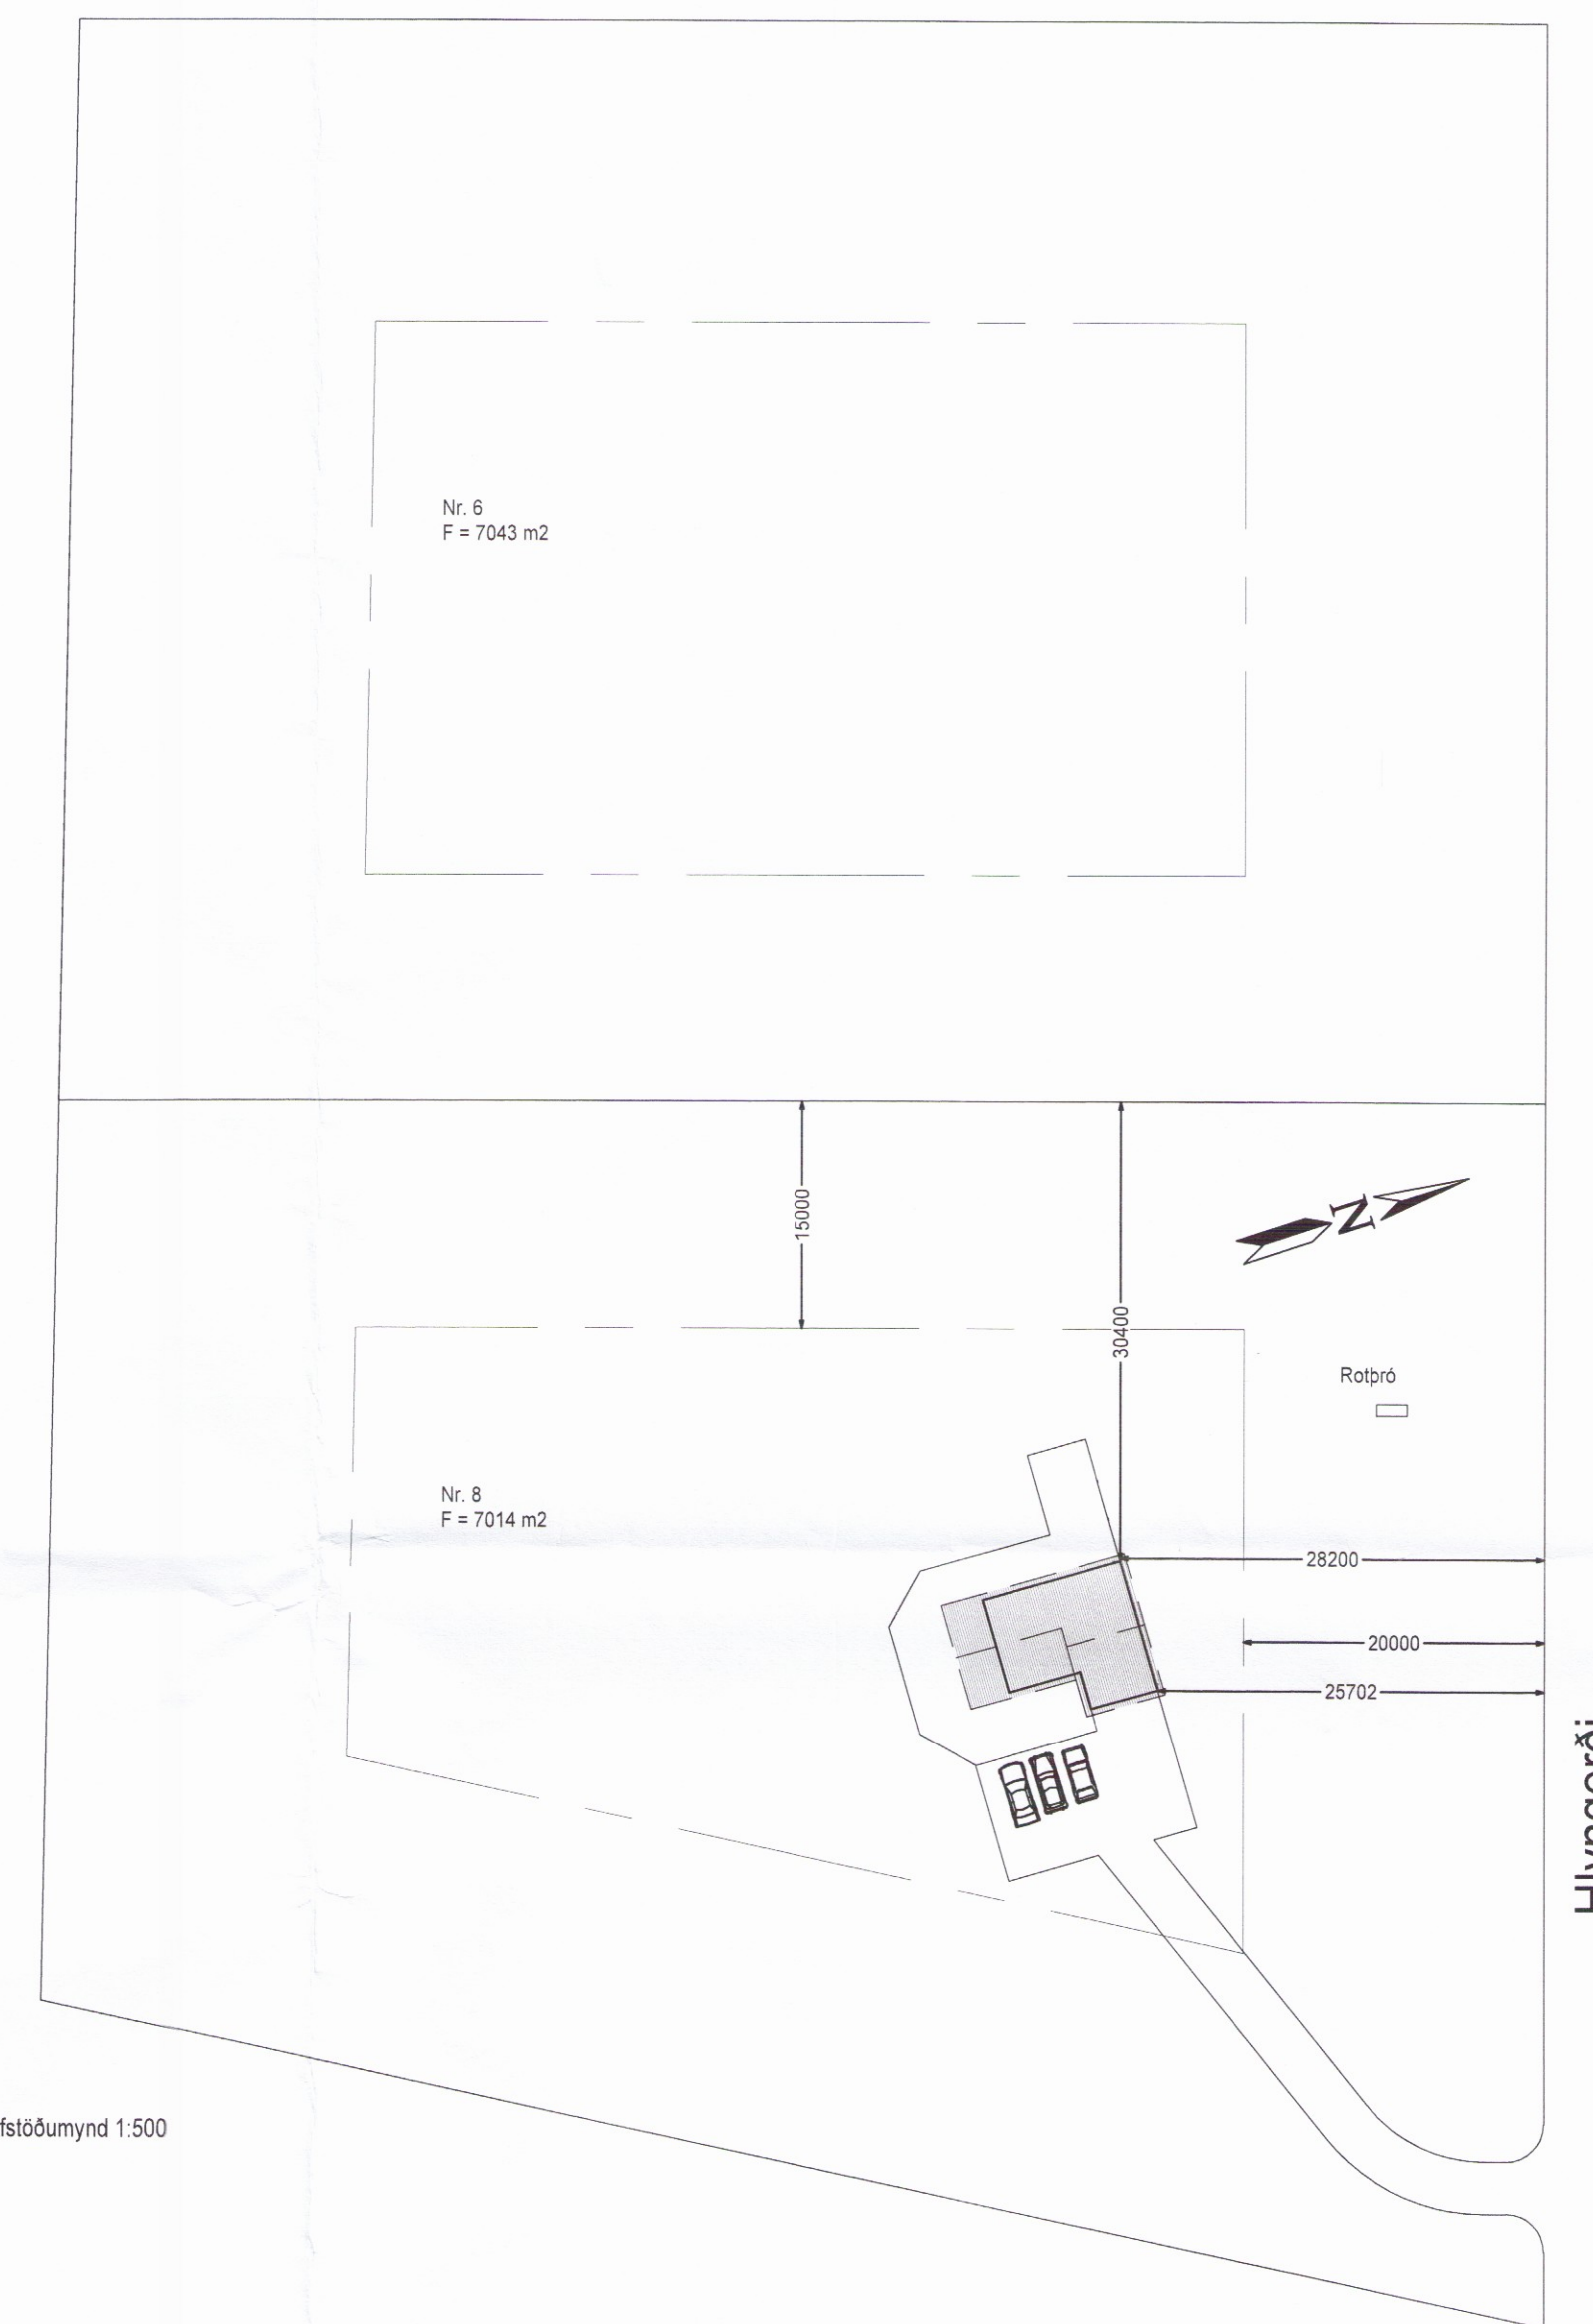 Nr. 6
F = 7043 m2
15000
N
30400
Rotþró
Nr. 8
F = 7014 m2
28200
20000
25702
fstöðumynd 1:500